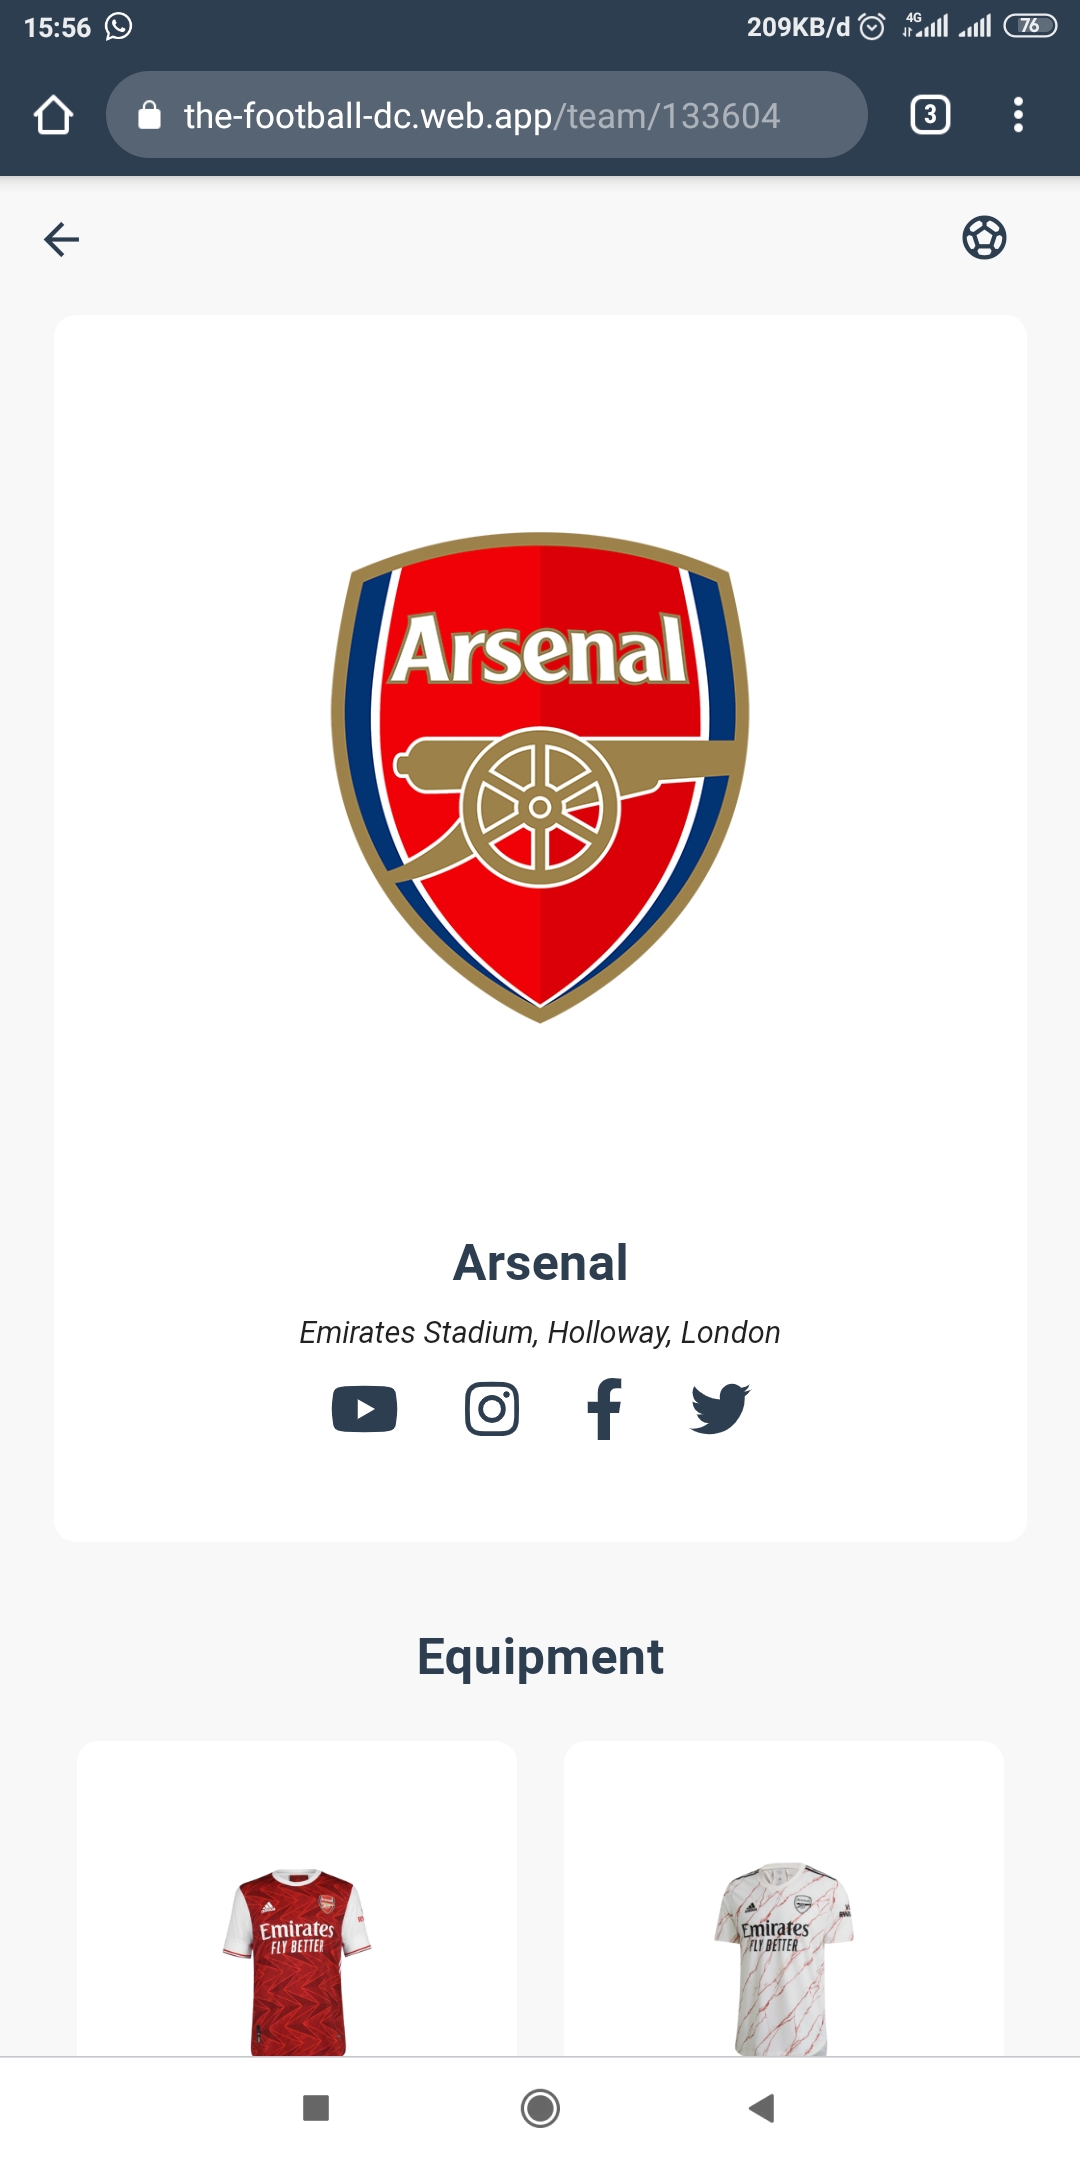 15:56
209KB/d 4G 76
the-football-dc.web.app/team/133604
3
Arsenal
Arsenal
Emirates Stadium, Holloway, London
Equipment
Emirates
FLY BETTER
Emirates
FLY BETTER